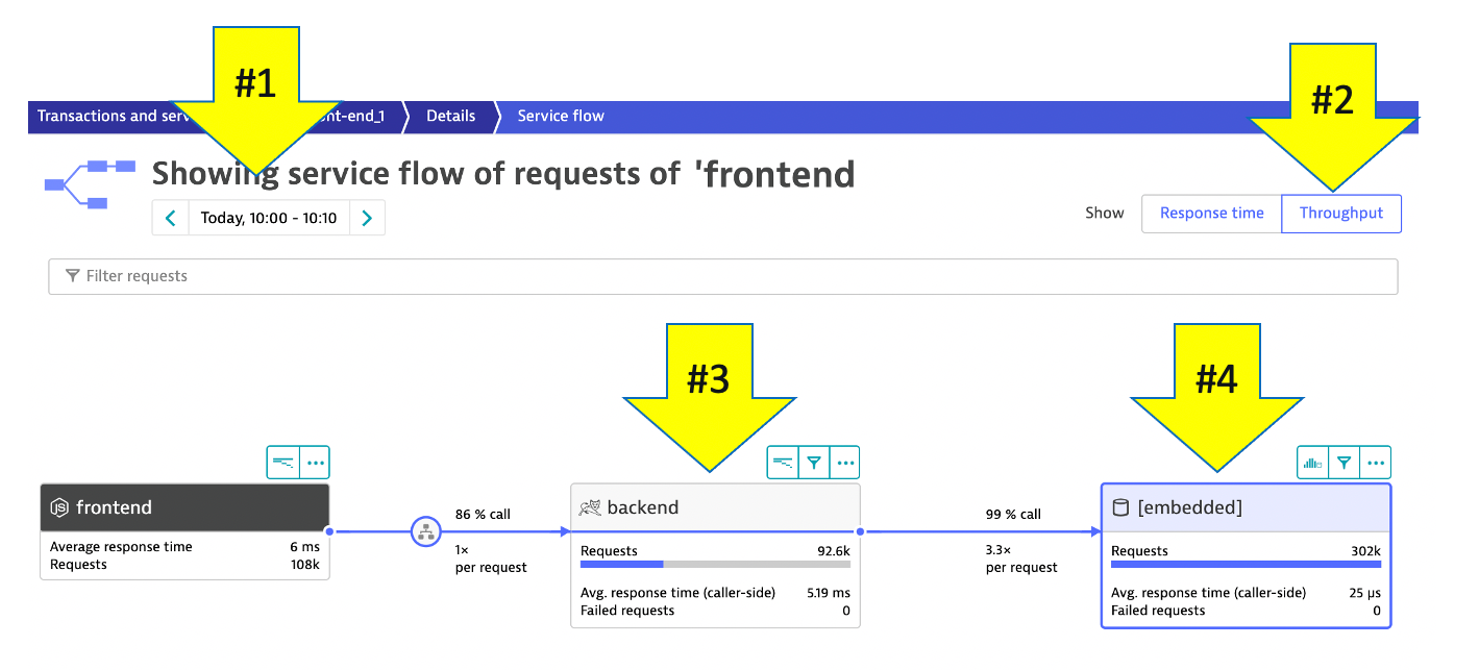 #1
#2
Transactions and serv
nt-end_1
Details
Service flow
Showing service flow of requests of 'frontend
Today, 10:00 - 10:10
Show
Response time
Throughput
Filter requests
#3
#4
JS frontend
Average response time 6 ms
Requests 108k
86 % call
1×
per request
backend
Requests 92.6k
Avg. response time (caller-side) 5.19 ms
Failed requests 0
99 % call
3.3×
per request
[embedded]
Requests 302k
Avg. response time (caller-side) 25 µs
Failed requests 0